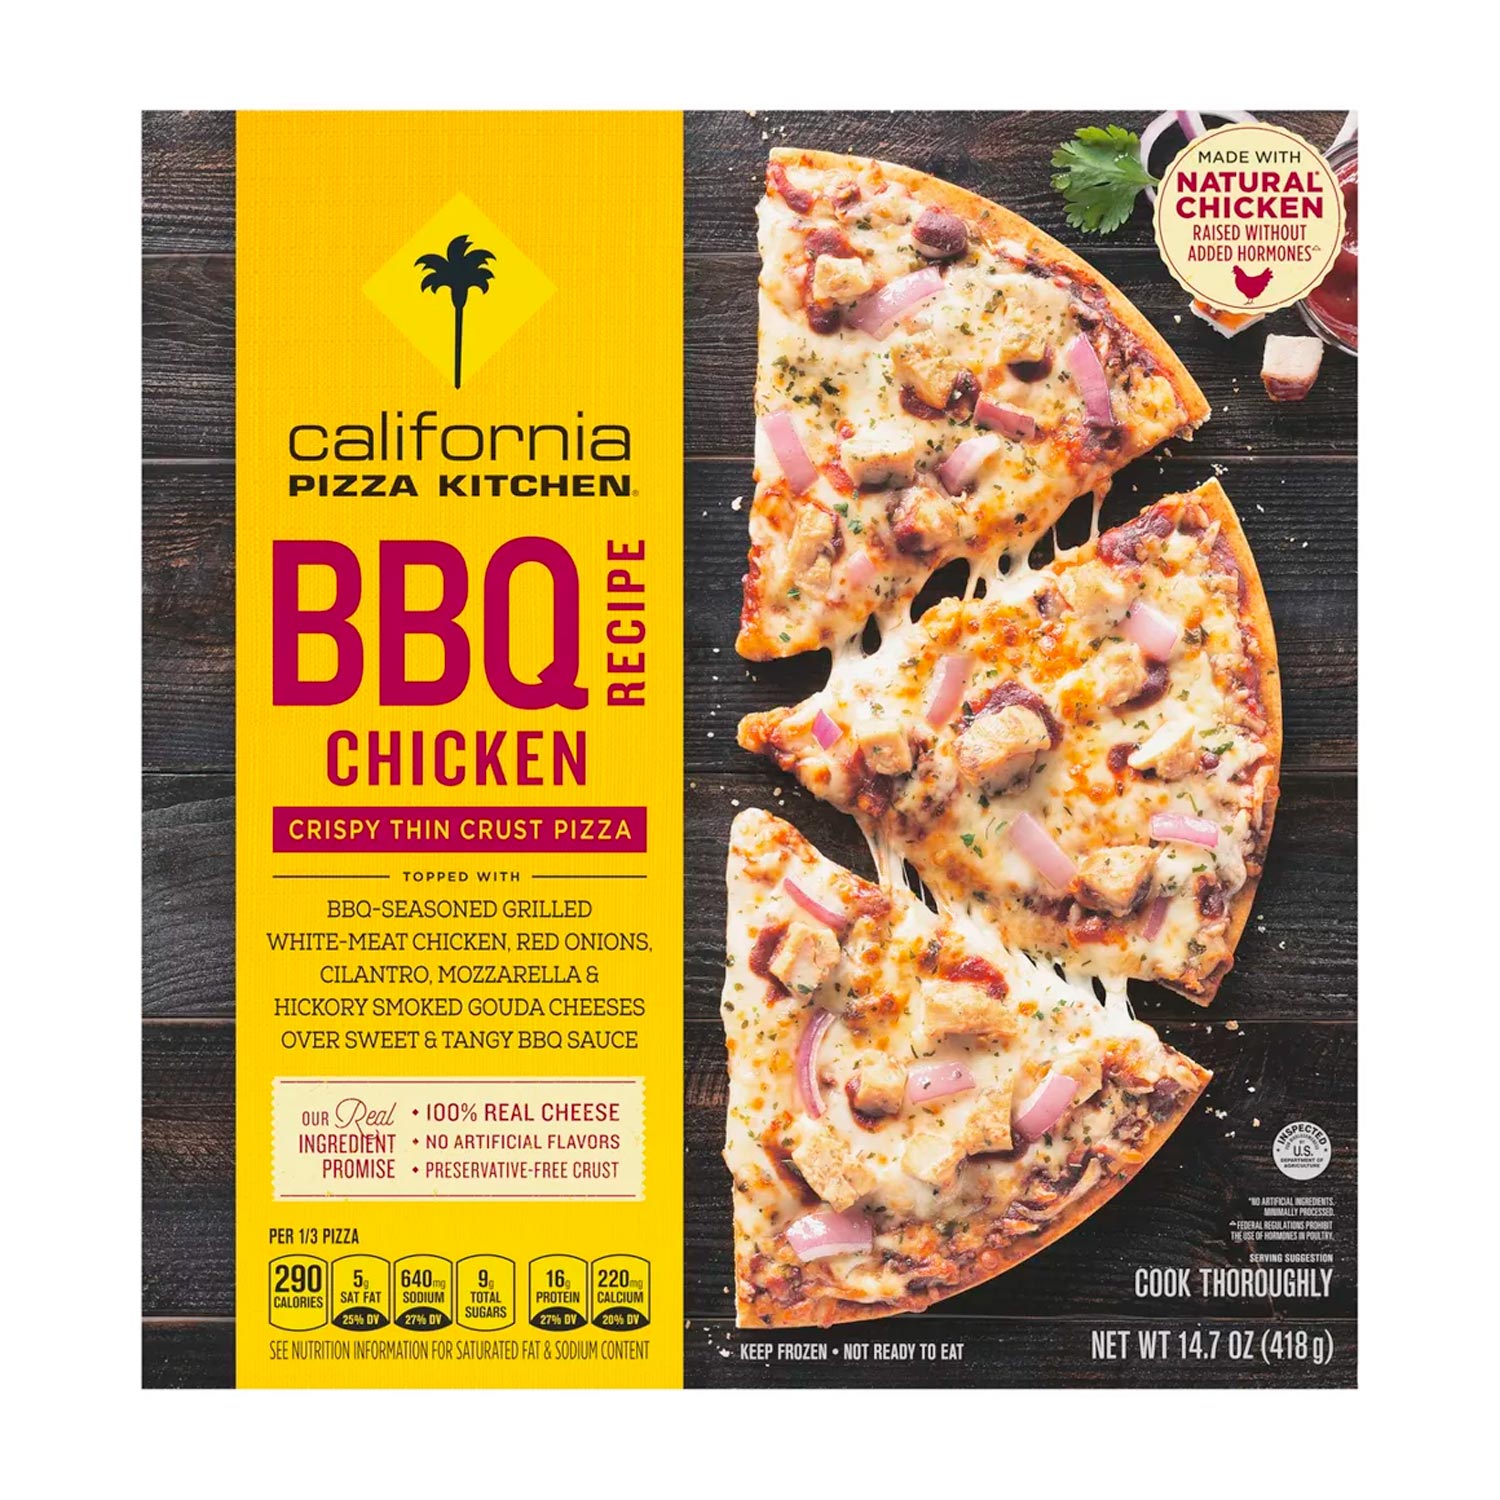 MADE WITH
NATURAL*
CHICKEN
RAISED WITHOUT
ADDED HORMONES^
california
PIZZA KITCHEN®
BBQ
RECIPE
CHICKEN
CRISPY THIN CRUST PIZZA
TOPPED WITH
BBQ-SEASONED GRILLED
WHITE-MEAT CHICKEN, RED ONIONS,
CILANTRO, MOZZARELLA &
HICKORY SMOKED GOUDA CHEESES
OVER SWEET & TANGY BBQ SAUCE
OUR Real
INGREDIENT
PROMISE
• 100% REAL CHEESE
• NO ARTIFICIAL FLAVORS
• PRESERVATIVE-FREE CRUST
PER 1/3 PIZZA
290
CALORIES
5g
SAT FAT
25% DV
640mg
SODIUM
27% DV
9g
TOTAL
SUGARS
16g
PROTEIN
27% DV
220mg
CALCIUM
20% DV
SEE NUTRITION INFORMATION FOR SATURATED FAT & SODIUM CONTENT
INSPECTED
U.S.
DEPARTMENT OF
AGRICULTURE
*NO ARTIFICIAL INGREDIENTS.
MINIMALLY PROCESSED.
^FEDERAL REGULATIONS PROHIBIT
THE USE OF HORMONES IN POULTRY.
SERVING SUGGESTION
COOK THOROUGHLY
KEEP FROZEN • NOT READY TO EAT
NET WT 14.7 OZ (418 g)